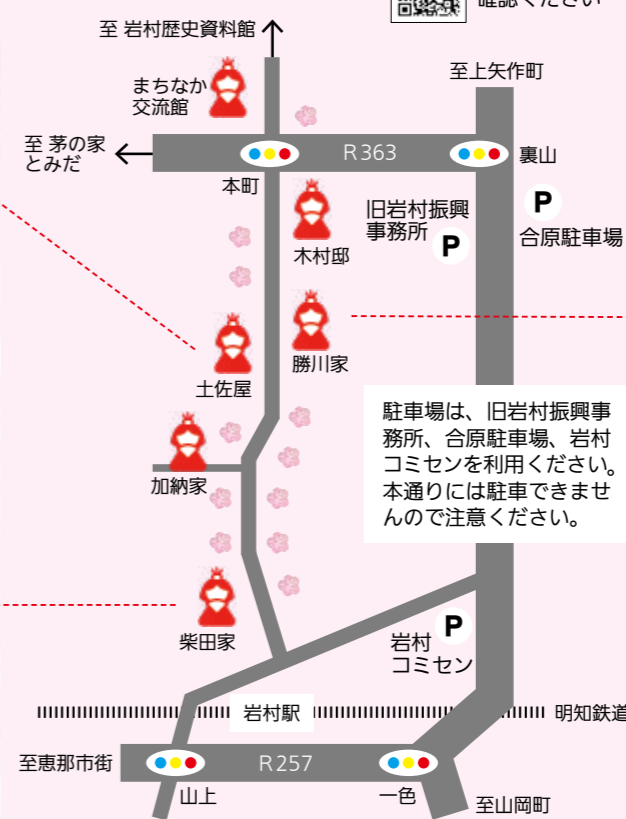 確認ください
至 岩村歴史資料館
まちなか
交流館
至上矢作町
至 茅の家
とみだ
R363
本町
裏山
旧岩村振興
事務所
P
P
合原駐車場
木村邸
勝川家
土佐屋
加納家
駐車場は、旧岩村振興事
務所、合原駐車場、岩村
コミセンを利用ください。
本通りには駐車できませ
んので注意ください。
柴田家
岩村
コミセン
P
岩村駅
明知鉄道
至恵那市街
R257
山上
一色
至山岡町